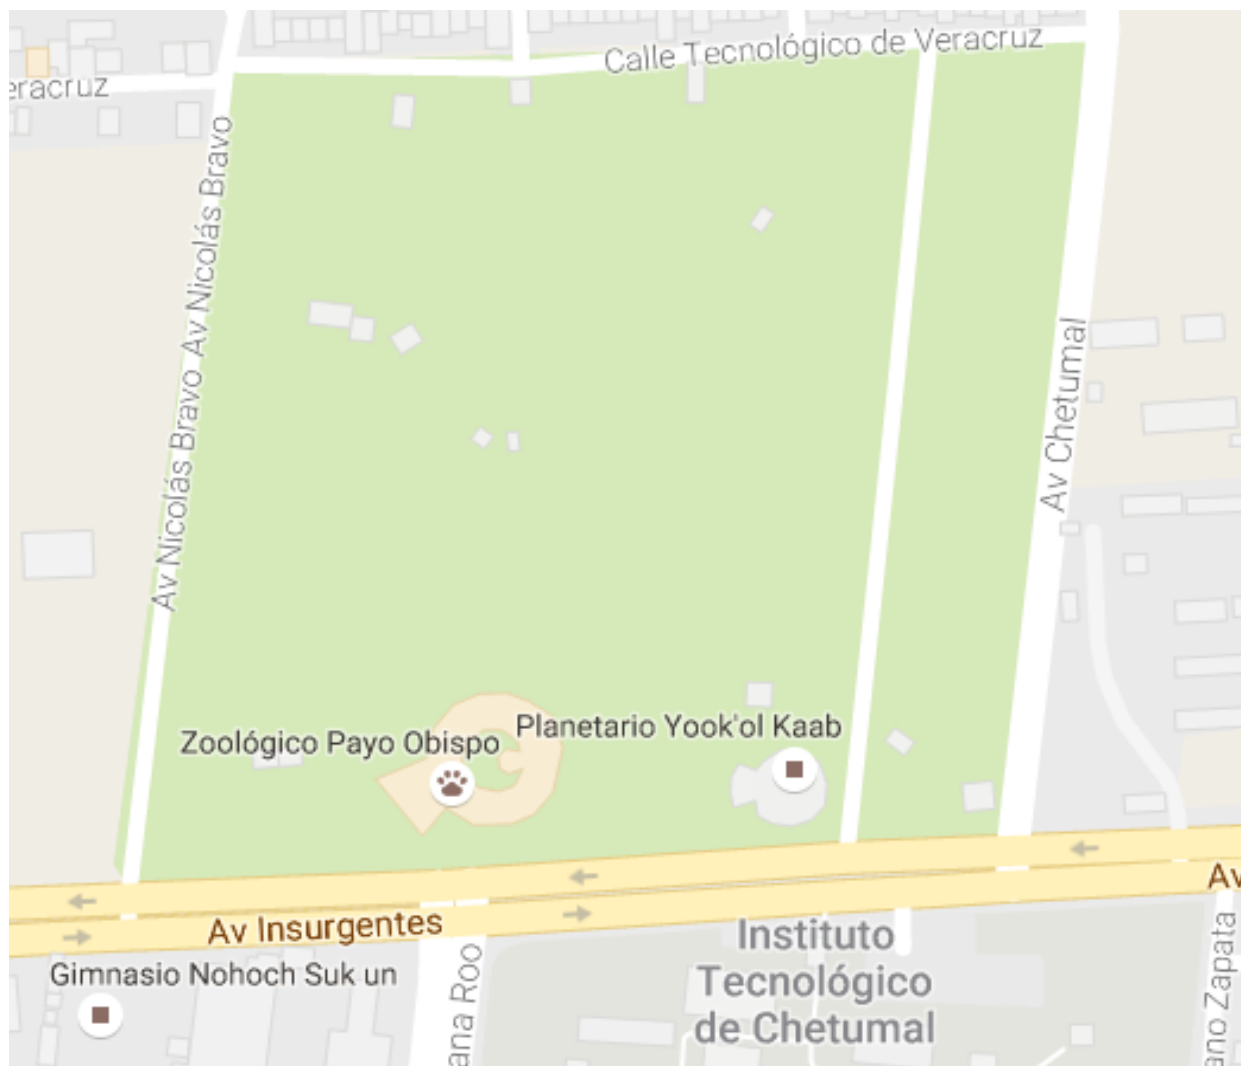 Calle Tecnológico de Veracruz
eracruz
Av Nicolás Bravo
Av Nicolás Bravo
Av Chetumal
Planetario Yook'ol Kaab
Zoológico Payo Obispo
Av
Av Insurgentes
Instituto
Tecnológico
de Chetumal
Gimnasio Nohoch Suk un
ana Roo
ano Zapata